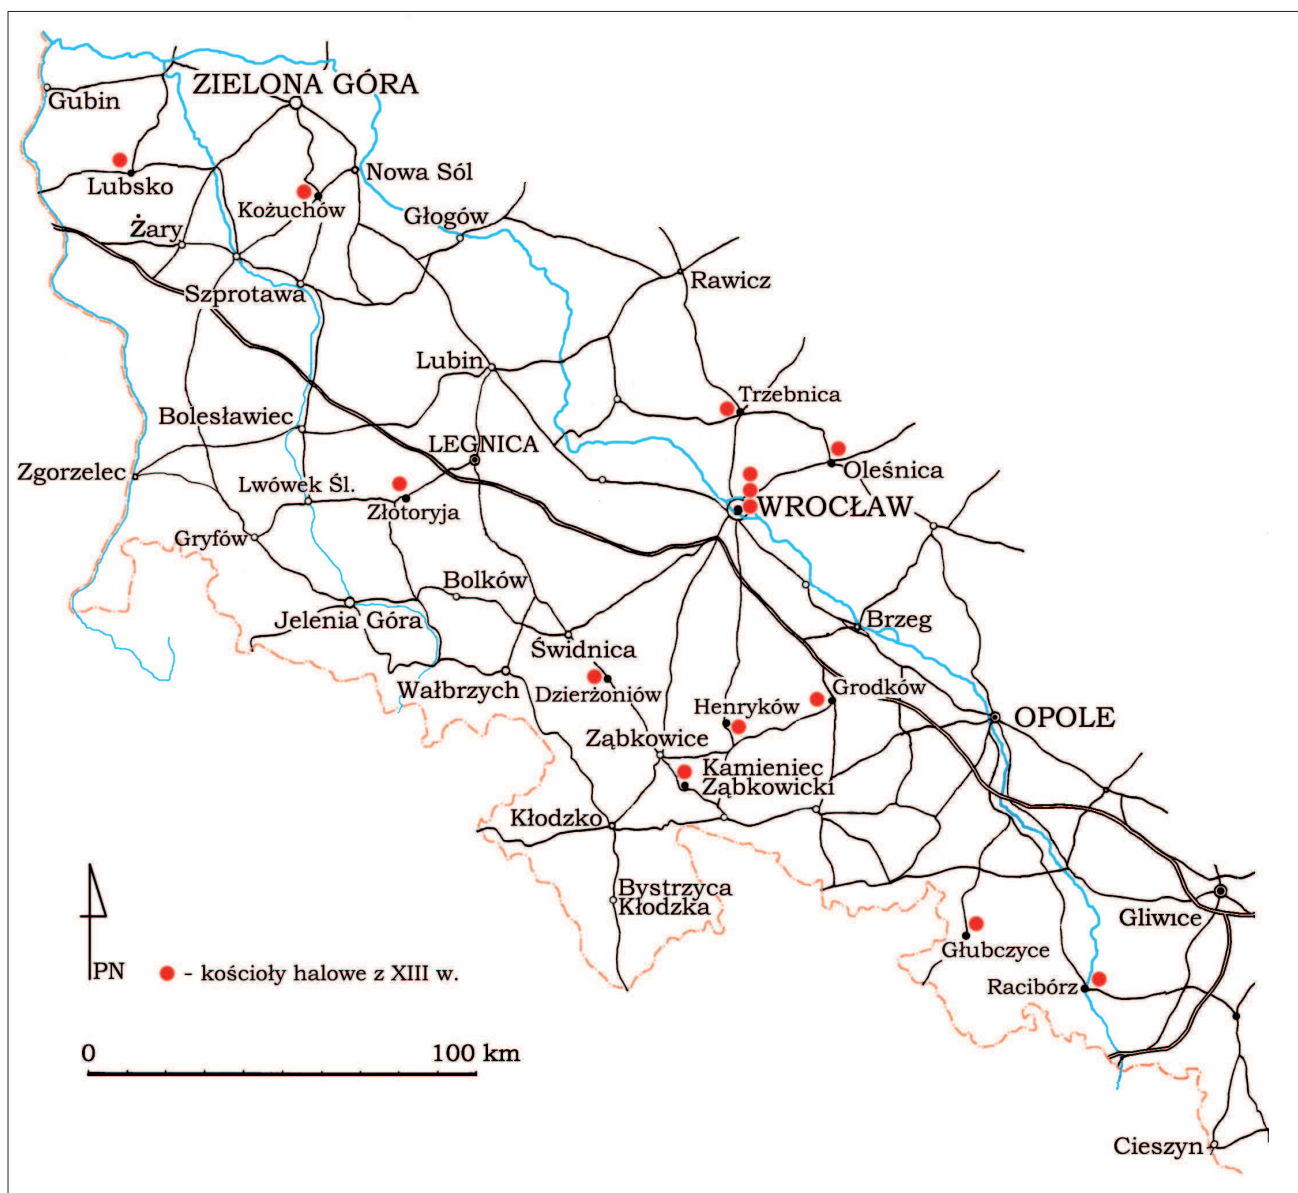 ZIELONA GÓRA
Gubin
Lubsko
Nowa Sól
Kożuchów
Głogów
Żary
Rawicz
Szprotawa
Lubin
Trzebnica
Bolesławiec
LEGNICA
Zgorzelec
Oleśnica
Lwówek Śl.
Złotoryja
WROCŁAW
Gryfów
Bolków
Jelenia Góra
Brzeg
Świdnica
Wałbrzych
Dzierżoniów
Grodków
Henryków
OPOLE
Ząbkowice
Kamieniec
Ząbkowicki
Kłodzko
Bystrzyca
Kłodzka
Gliwıce
Głubczyce
PN
- kościoły halowe z XIII w.
Racibórz
0
100 km
Cieszyn